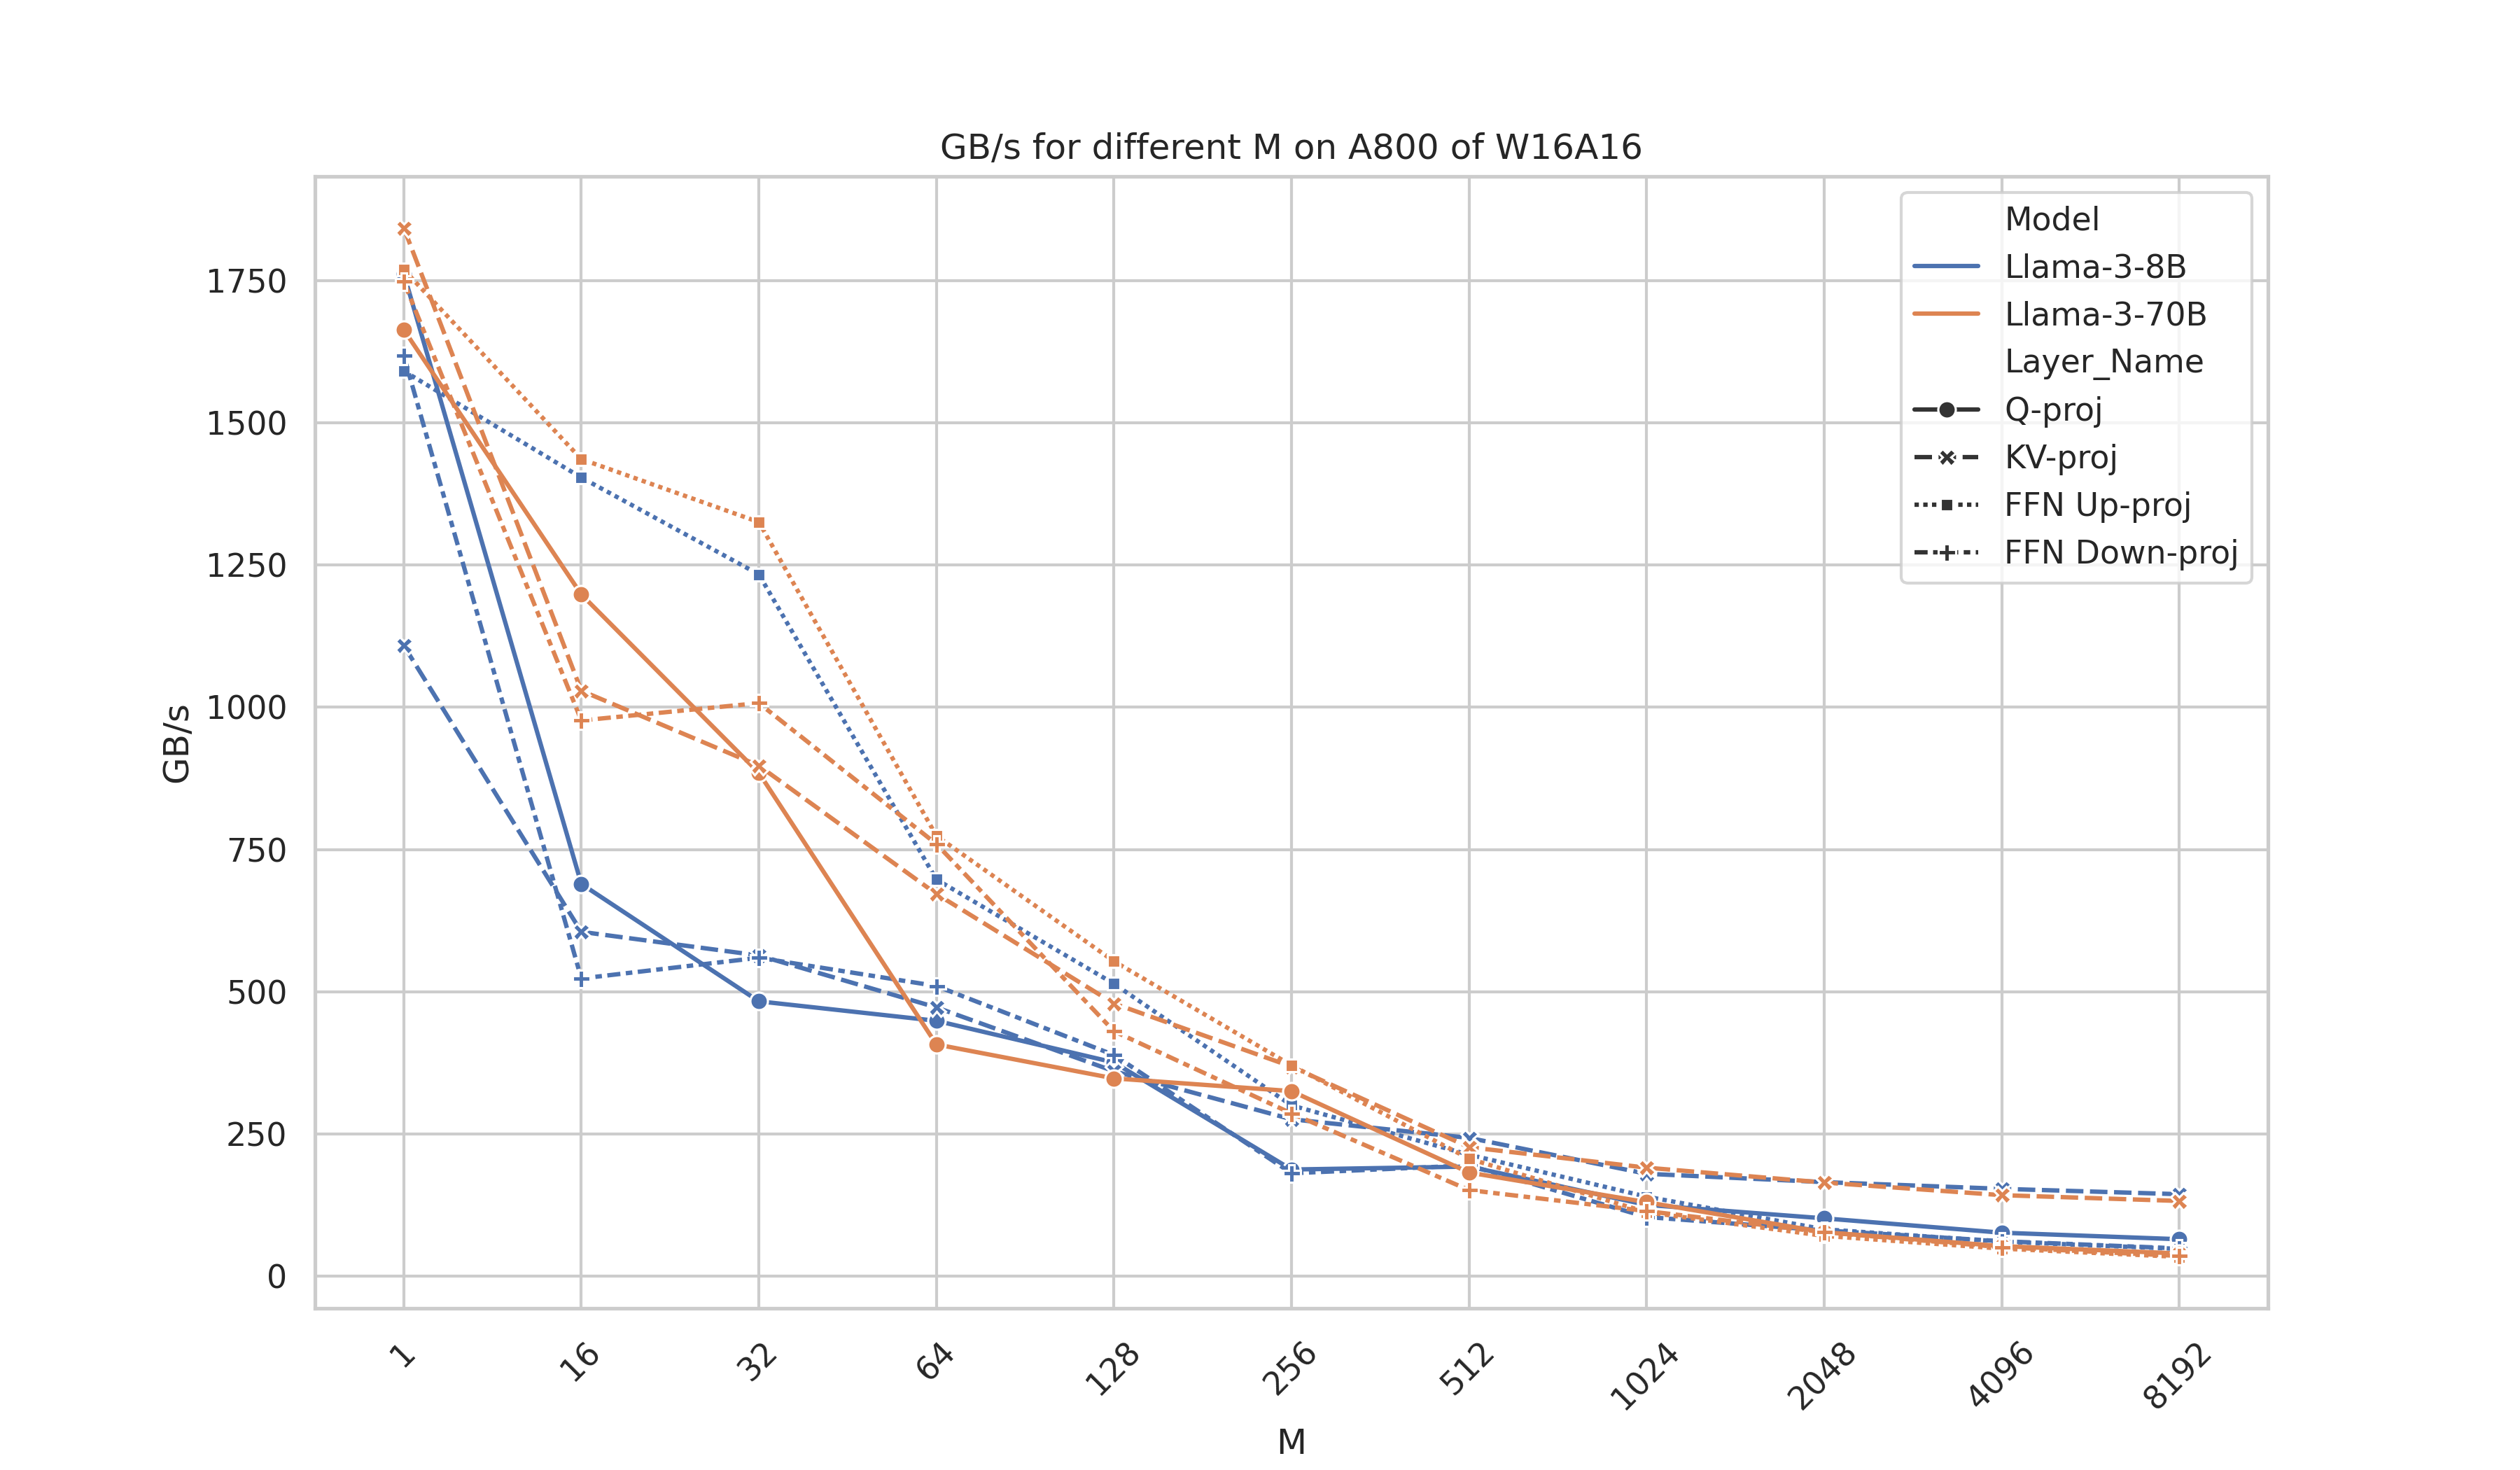 GB/s for different M on A800 of W16A16
Model
Llama-3-8B
Llama-3-70B
Layer_Name
Q-proj
KV-proj
FFN Up-proj
FFN Down-proj
GB/s
1750
1500
1250
1000
750
500
250
0
1
16
32
64
128
256
512
1024
2048
4096
8192
M